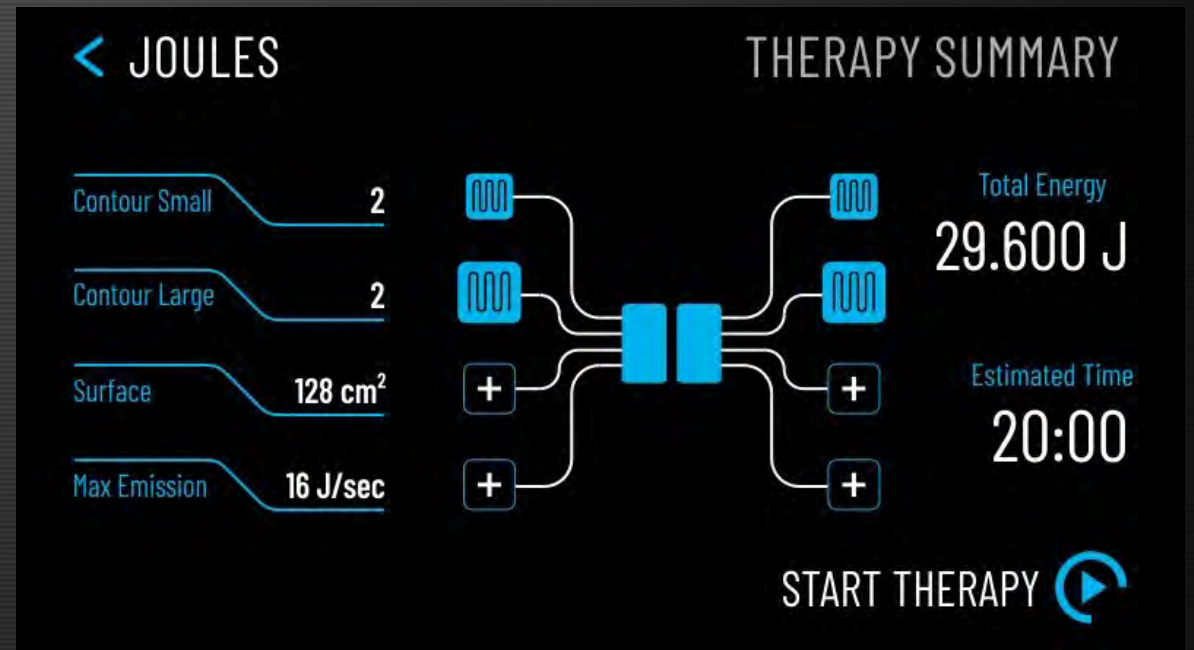 JOULES
THERAPY SUMMARY
Contour Small 2
Contour Large 2
Surface 128 cm²
Max Emission 16 J/sec
+
+
+
+
Total Energy
29.600 J
Estimated Time
20:00
START THERAPY